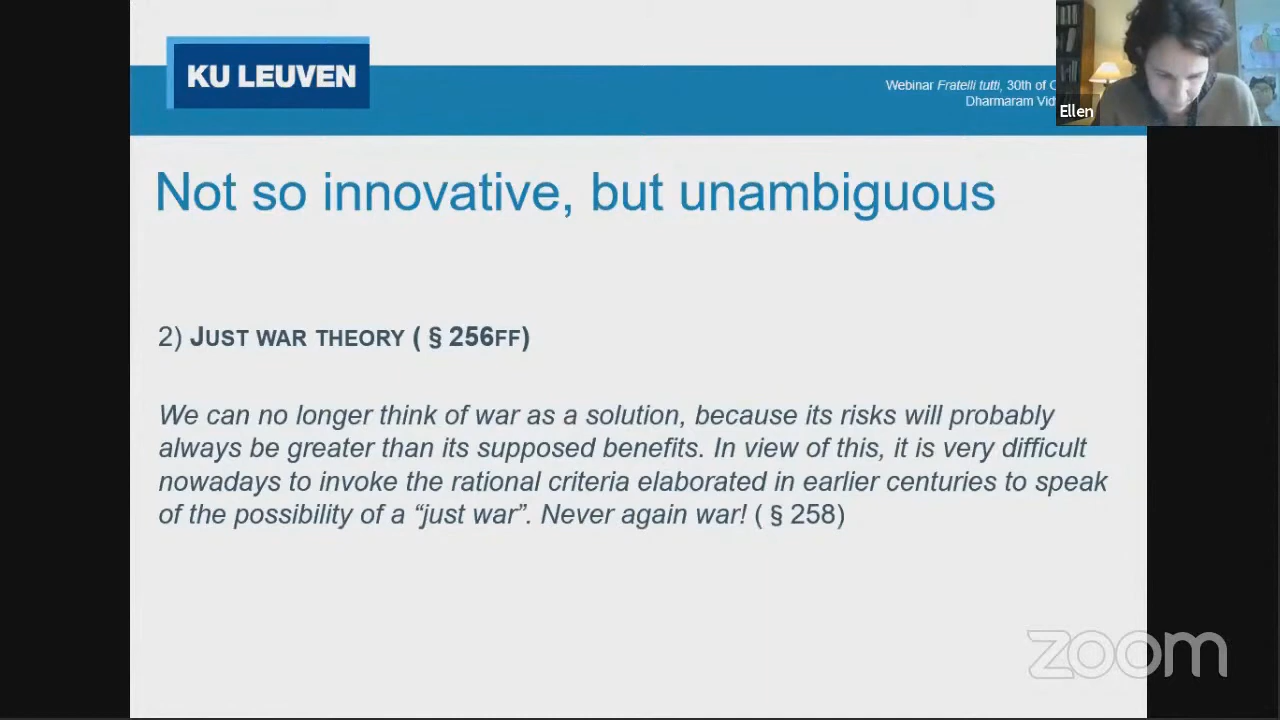 KU LEUVEN
Webinar Fratelli tutti, 30th of
Dharmaram
Ellen
Not so innovative, but unambiguous
2) JUST WAR THEORY ( § 256FF)
We can no longer think of war as a solution, because its risks will probably
always be greater than its supposed benefits. In view of this, it is very difficult
nowadays to invoke the rational criteria elaborated in earlier centuries to speak
of the possibility of a “just war”. Never again war! ( § 258)
zoom